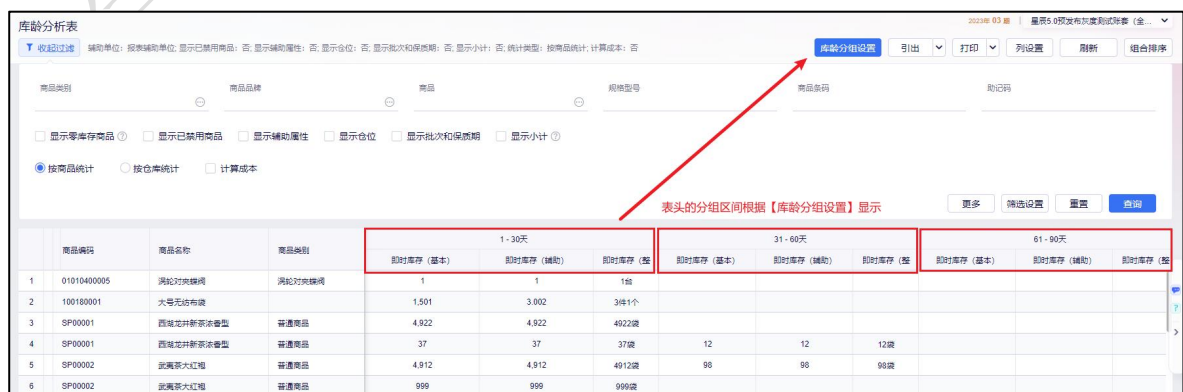 库龄分析表
2023年 03 期 星辰5.0预发布灰度测试账套（全...
收起过滤 辅助单位：报表辅助单位; 显示已禁用商品：否; 显示辅助属性：否; 显示仓位：否; 显示批次和保质期：否; 显示小计：否; 统计类型：按商品统计; 计算成本：否
库龄分组设置 引出 打印 列设置 刷新 组合排序
商品类别 商品品牌 商品 规格型号 商品条码 助记码
显示零库存商品 显示已禁用商品 显示辅助属性 显示仓位 显示批次和保质期 显示小计
按商品统计 按仓库统计 计算成本
更多 筛选设置 重置 查询
表头的分组区间根据【库龄分组设置】显示
商品编码 商品名称 商品类别 1 - 30天 31 - 60天 61 - 90天
即时库存（基本） 即时库存（辅助） 即时库存（整 即时库存（基本） 即时库存（辅助） 即时库存（整 即时库存（基本） 即时库存（辅助） 即时库存（整
1 01010400005 涡轮对夹蝶阀 涡轮对夹蝶阀 1 1 1台
2 100180001 大号无纺布袋 1,501 3.002 3件1个
3 SP00001 西湖龙井新茶浓香型 普通商品 4,922 4,922 4922袋
4 SP00001 西湖龙井新茶浓香型 普通商品 37 37 37袋 12 12 12袋
5 SP00002 武夷茶大红袍 普通商品 4,912 4,912 4912袋 98 98 98袋
6 SP00002 武夷茶大红袍 普通商品 999 999 999袋